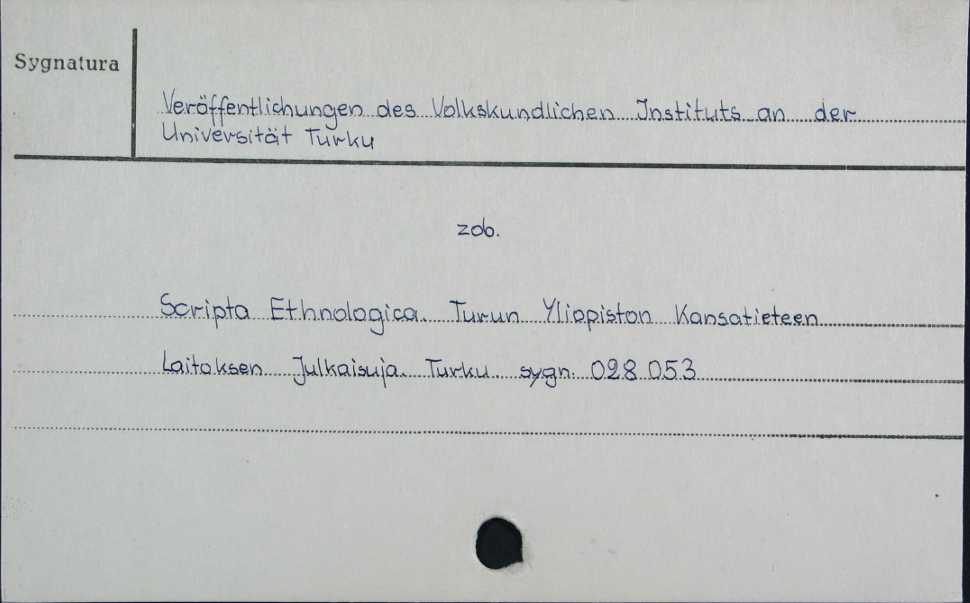 Sygnatura
Veröffentlichungen des Volkskundlichen Instituts an der
Universität Turku
zob.
Scripta Ethnologica. Turun Yliopiston Kansatieteen
Laitoksen Julkaisuja. Turku sygn. 028.053